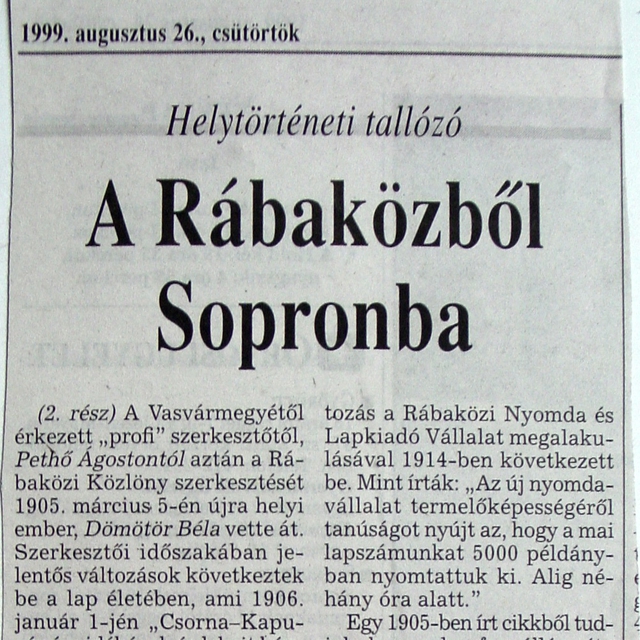 1999. augusztus 26., csütörtök
Helytörténeti tallózó
A Rábaközből
Sopronba
(2. rész) A Vasvármegyétől
érkezett „profi” szerkesztőtől,
Pethő Ágostontól aztán a Rá-
baközi Közlöny szerkesztését
1905. március 5-én újra helyi
ember, Dömötör Béla vette át.
Szerkesztői időszakában je-
lentős változások következtek
be a lap életében, ami 1906.
január 1-jén „Csorna–Kapu-
tozás a Rábaközi Nyomda és
Lapkiadó Vállalat megalaku-
lásával 1914-ben következett
be. Mint írták: „Az új nyomda-
vállalat termelőképességéről
tanúságot nyújt az, hogy a mai
lapszámunkat 5000 példány-
ban nyomtattuk ki. Alig né-
hány óra alatt.”
Egy 1905-ben írt cikkből tud-